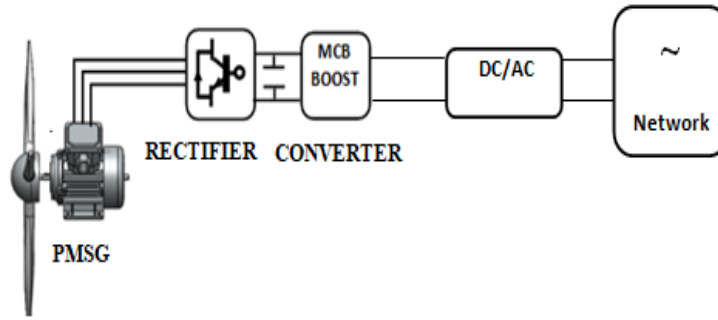 MCB
BOOST
DC/AC
~
Network
RECTIFIER
CONVERTER
PMSG